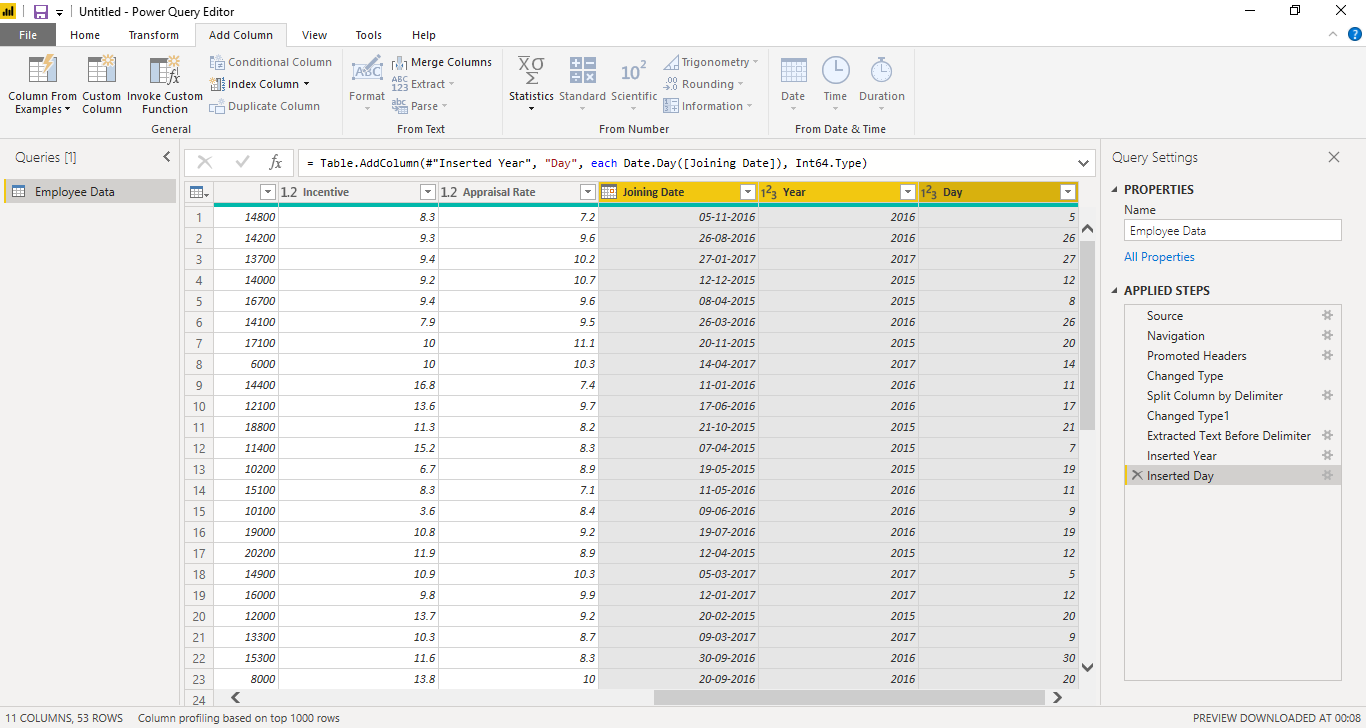 Untitled - Power Query Editor
File Home Transform Add Column View Tools Help
Column From Examples
Custom Column
Invoke Custom Function
Conditional Column
Index Column
Duplicate Column
General
ABC
Format
Merge Columns
ABC 123 Extract
abc Parse
From Text
Χσ Σ
Statistics
Standard
10² Scientific
Trigonometry
.00 Rounding
Information
From Number
Date
Time
Duration
From Date & Time
Queries [1]
Employee Data
fx
= Table.AddColumn(#"Inserted Year", "Day", each Date.Day([Joining Date]), Int64.Type)
1.2 Incentive 1.2 Appraisal Rate Joining Date 1²3 Year 1²3 Day
1 14800 8.3 7.2 05-11-2016 2016 5
2 14200 9.3 9.6 26-08-2016 2016 26
3 13700 9.4 10.2 27-01-2017 2017 27
4 14000 9.2 10.7 12-12-2015 2015 12
5 16700 9.4 9.6 08-04-2015 2015 8
6 14100 7.9 9.5 26-03-2016 2016 26
7 17100 10 11.1 20-11-2015 2015 20
8 6000 10 10.3 14-04-2017 2017 14
9 14400 16.8 7.4 11-01-2016 2016 11
10 12100 13.6 9.7 17-06-2016 2016 17
11 18800 11.3 8.2 21-10-2015 2015 21
12 11400 15.2 8.3 07-04-2015 2015 7
13 10200 6.7 8.9 19-05-2015 2015 19
14 15100 8.3 7.1 11-05-2016 2016 11
15 10100 3.6 8.4 09-06-2016 2016 9
16 19000 10.8 9.2 19-07-2016 2016 19
17 20200 11.9 8.9 12-04-2015 2015 12
18 14900 10.9 10.3 05-03-2017 2017 5
19 16000 9.8 9.9 12-01-2017 2017 12
20 12000 13.7 9.2 20-02-2015 2015 20
21 13300 10.3 8.7 09-03-2017 2017 9
22 15300 11.6 8.3 30-09-2016 2016 30
23 8000 13.8 10 20-09-2016 2016 20
24
Query Settings
PROPERTIES
Name
Employee Data
All Properties
APPLIED STEPS
Source
Navigation
Promoted Headers
Changed Type
Split Column by Delimiter
Changed Type1
Extracted Text Before Delimiter
Inserted Year
Inserted Day
11 COLUMNS, 53 ROWS Column profiling based on top 1000 rows PREVIEW DOWNLOADED AT 00:08